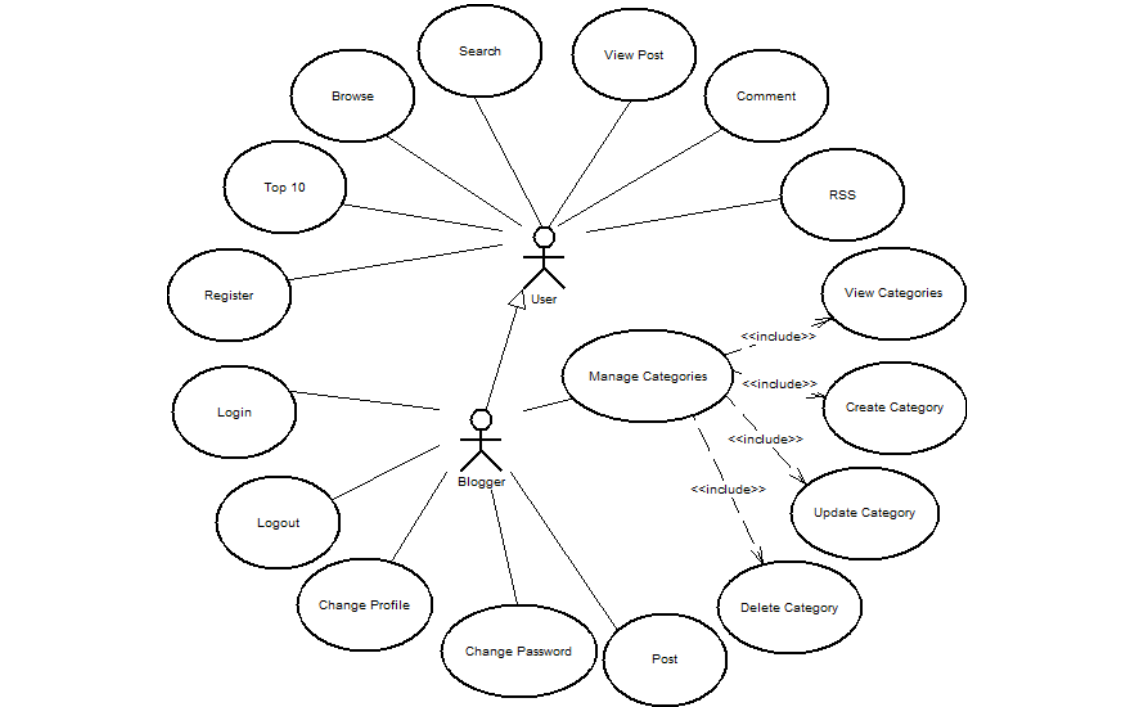 Search
View Post
Browse
Comment
Top 10
RSS
Register
User
View Categories
<<include>>
Manage Categories
<<include>>
Create Category
Login
<<include>>
Blogger
<<include>>
Update Category
Logout
Change Profile
Delete Category
Change Password
Post